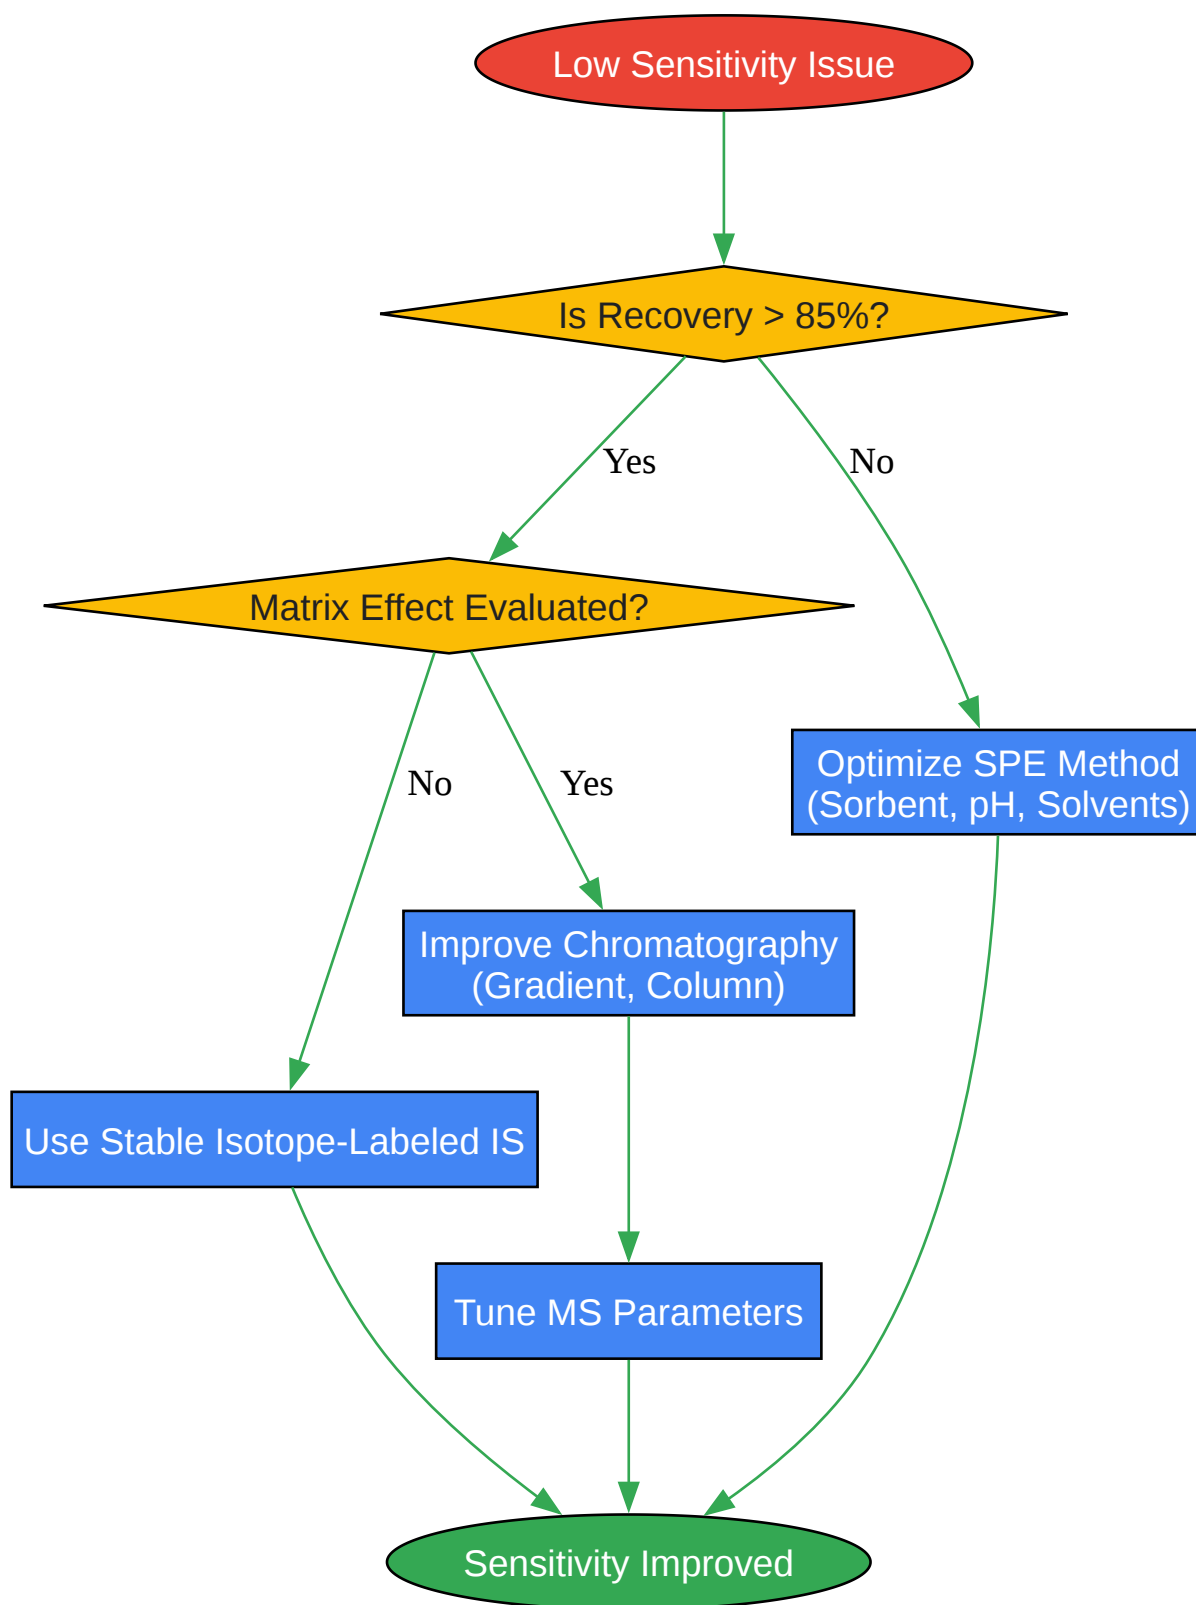 Low Sensitivity Issue
Is Recovery > 85%?
Yes
No
Matrix Effect Evaluated?
Optimize SPE Method
(Sorbent, pH, Solvents)
No
Yes
Improve Chromatography
(Gradient, Column)
Use Stable Isotope-Labeled IS
Tune MS Parameters
Sensitivity Improved